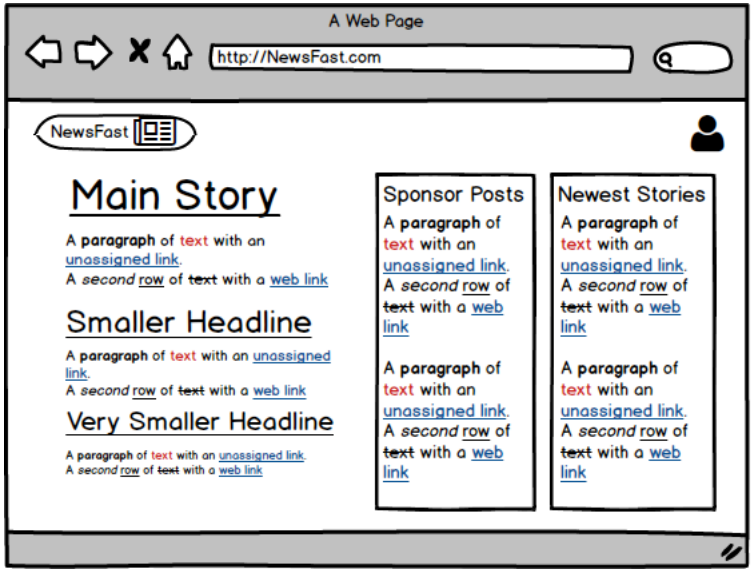 A Web Page
http://NewsFast.com
NewsFast
Main Story
A paragraph of text with an
unassigned link.
A second row of text with a web link
Smaller Headline
A paragraph of text with an unassigned
link.
A second row of text with a web link
Very Smaller Headline
A paragraph of text with an unassigned link.
A second row of text with a web link
Sponsor Posts
A paragraph of
text with an
unassigned link.
A second row of
text with a web
link
A paragraph of
text with an
unassigned link.
A second row of
text with a web
link
Newest Stories
A paragraph of
text with an
unassigned link.
A second row of
text with a web
link
A paragraph of
text with an
unassigned link.
A second row of
text with a web
link